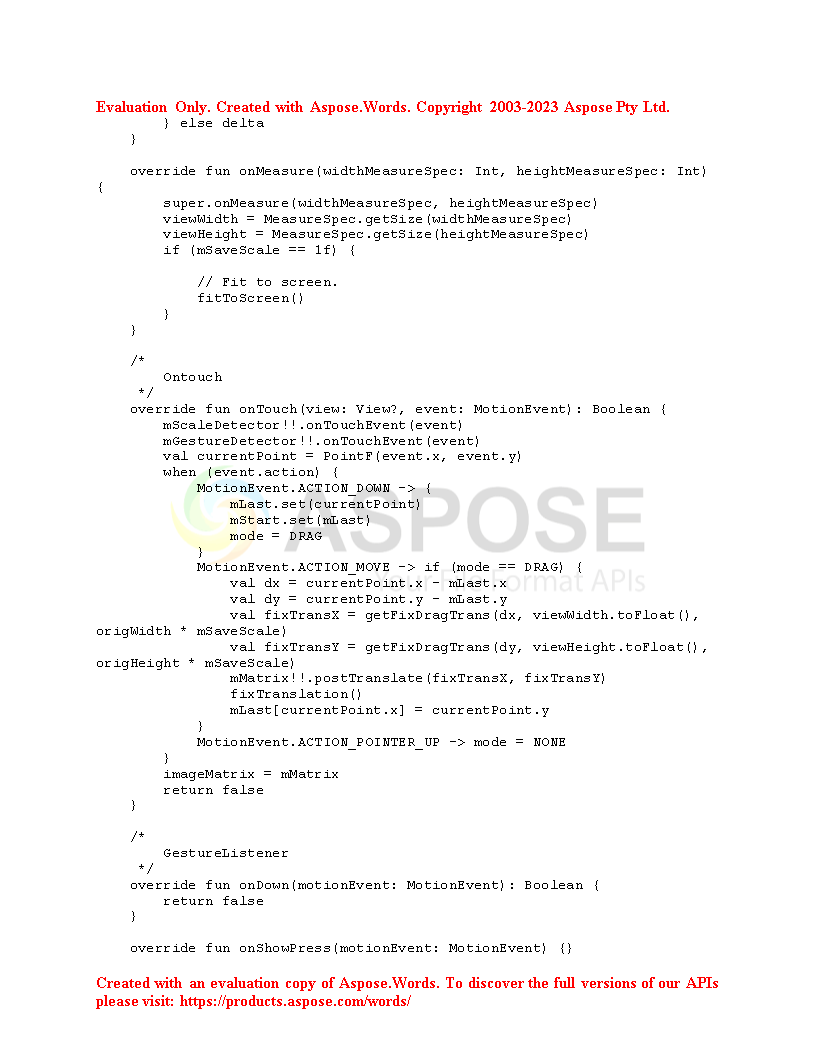 Evaluation Only. Created with Aspose.Words. Copyright 2003-2023 Aspose Pty Ltd.
        } else delta
    }

    override fun onMeasure(widthMeasureSpec: Int, heightMeasureSpec: Int)
{
        super.onMeasure(widthMeasureSpec, heightMeasureSpec)
        viewWidth = MeasureSpec.getSize(widthMeasureSpec)
        viewHeight = MeasureSpec.getSize(heightMeasureSpec)
        if (mSaveScale == 1f) {

            // Fit to screen.
            fitToScreen()
        }
    }

    /*
        Ontouch
     */
    override fun onTouch(view: View?, event: MotionEvent): Boolean {
        mScaleDetector!!.onTouchEvent(event)
        mGestureDetector!!.onTouchEvent(event)
        val currentPoint = PointF(event.x, event.y)
        when (event.action) {
            MotionEvent.ACTION_DOWN -> {
                mLast.set(currentPoint)
                mStart.set(mLast)
                mode = DRAG
            }
            MotionEvent.ACTION_MOVE -> if (mode == DRAG) {
                val dx = currentPoint.x - mLast.x
                val dy = currentPoint.y - mLast.y
                val fixTransX = getFixDragTrans(dx, viewWidth.toFloat(),
origWidth * mSaveScale)
                val fixTransY = getFixDragTrans(dy, viewHeight.toFloat(),
origHeight * mSaveScale)
                mMatrix!!.postTranslate(fixTransX, fixTransY)
                fixTranslation()
                mLast[currentPoint.x] = currentPoint.y
            }
            MotionEvent.ACTION_POINTER_UP -> mode = NONE
        }
        imageMatrix = mMatrix
        return false
    }

    /*
        GestureListener
     */
    override fun onDown(motionEvent: MotionEvent): Boolean {
        return false
    }

    override fun onShowPress(motionEvent: MotionEvent) {}

ASPOSE
Your File Format APIs
Created with an evaluation copy of Aspose.Words. To discover the full versions of our APIs
please visit: https://products.aspose.com/words/